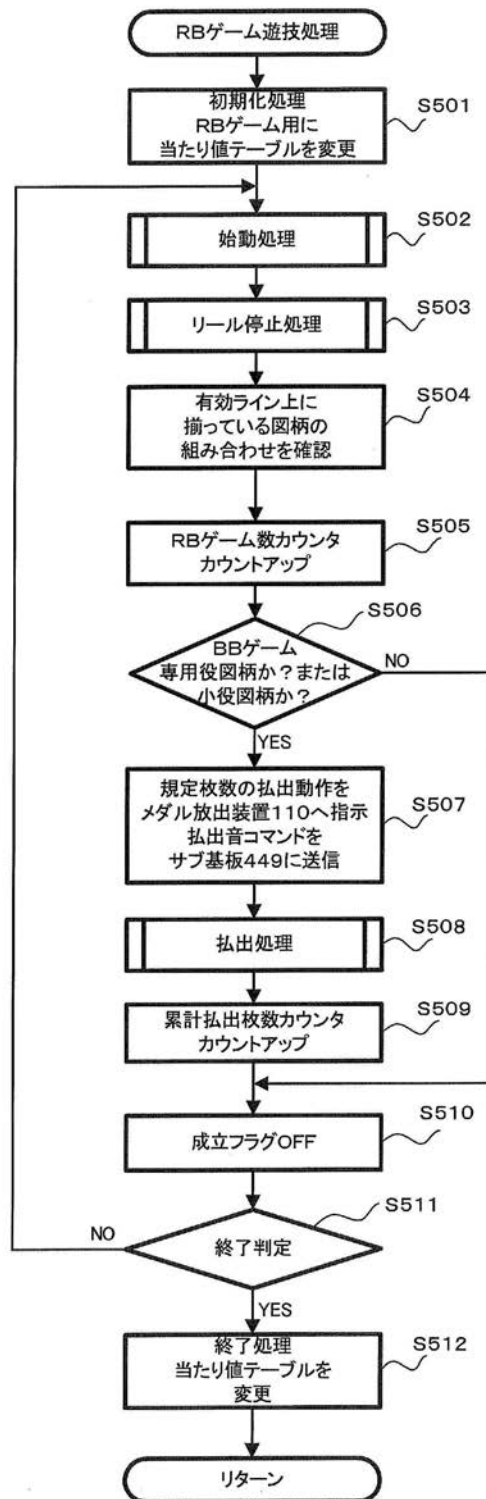 RBゲーム遊技処理
初期化処理
RBゲーム用に
当たり値テーブルを変更
S501
始動処理
S502
リール停止処理
S503
有効ライン上に
揃っている図柄の
組み合わせを確認
S504
RBゲーム数カウンタ
カウントアップ
S505
S506
BBゲーム
専用役図柄か？または
小役図柄か？
NO
YES
規定枚数の払出動作を
メダル放出装置110へ指示
払出音コマンドを
サブ基板449に送信
S507
払出処理
S508
累計払出枚数カウンタ
カウントアップ
S509
成立フラグOFF
S510
S511
NO
終了判定
YES
終了処理
当たり値テーブルを
変更
S512
リターン